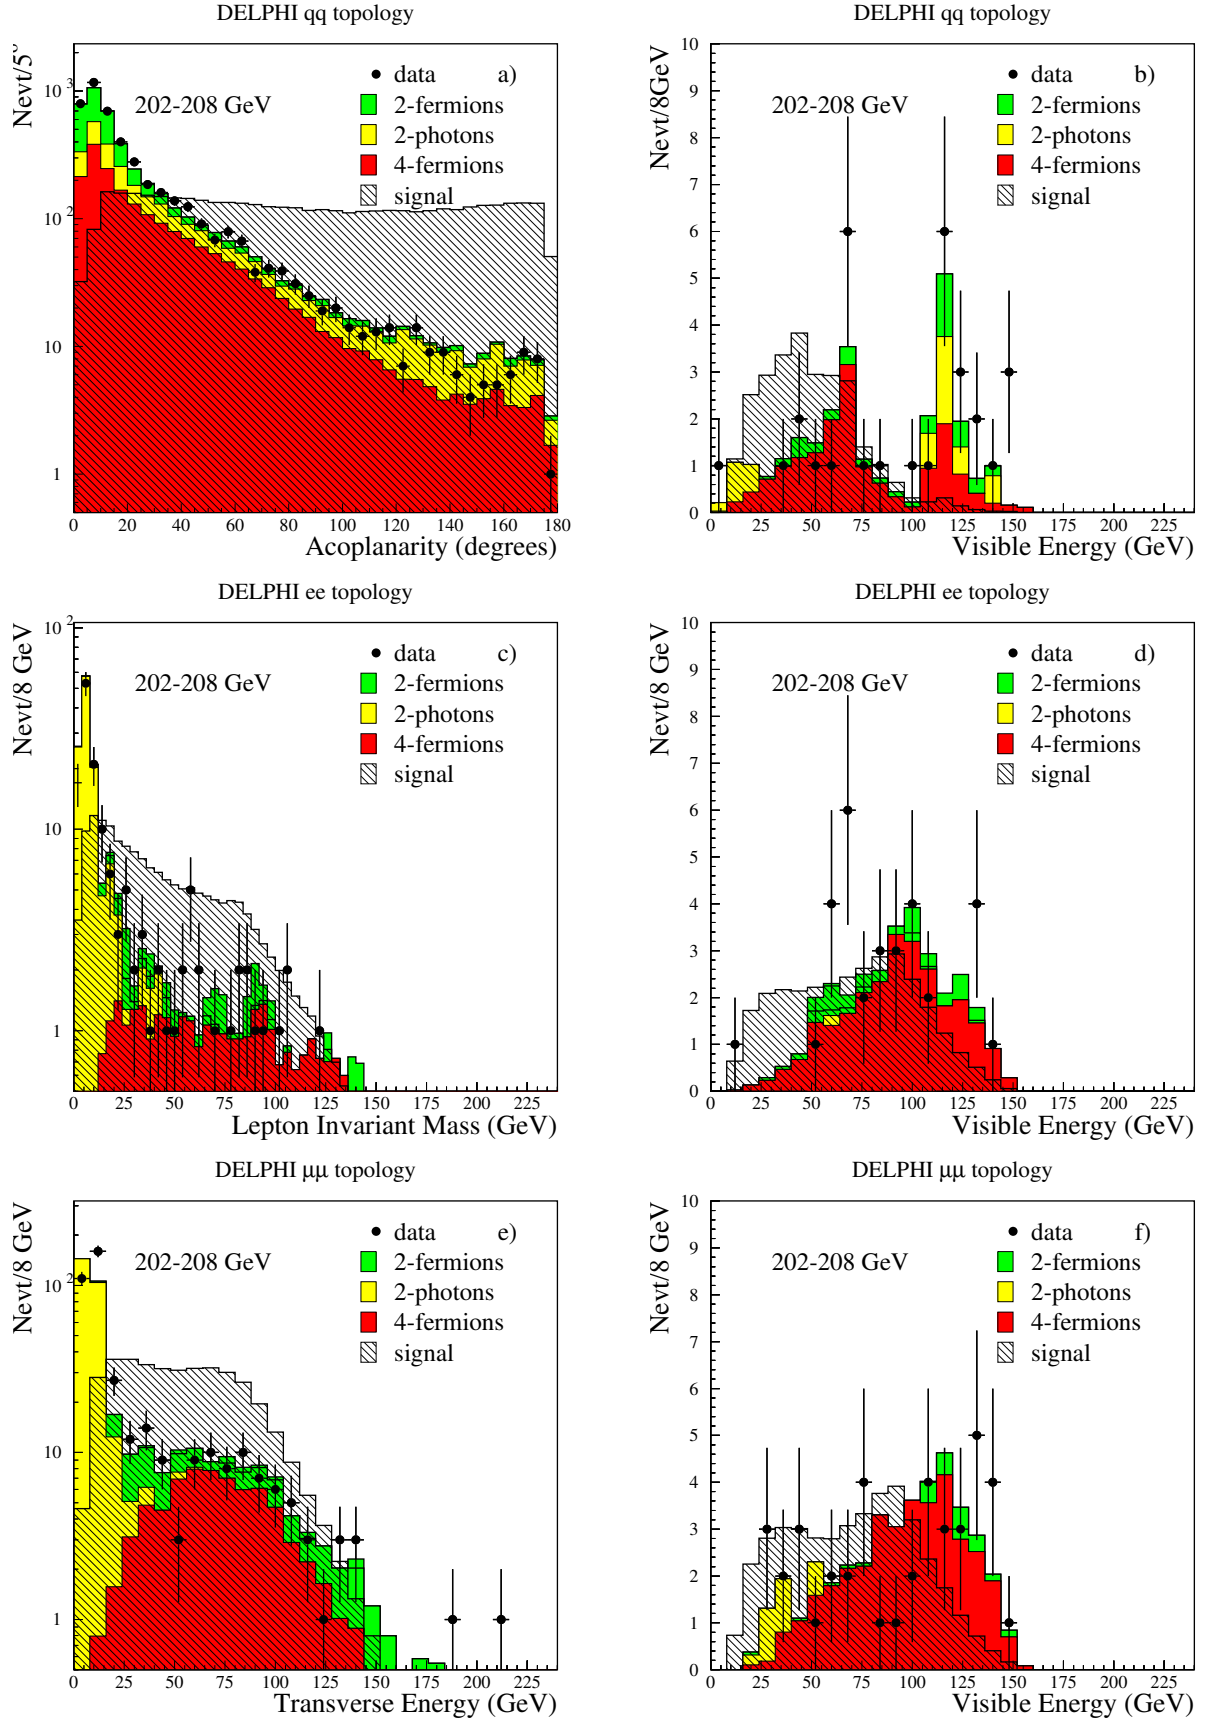 DELPHI qq topology
Nevt/5°
10³
10²
10
1
202-208 GeV
data a)
2-fermions
2-photons
4-fermions
signal
0 20 40 60 80 100 120 140 160 180
Acoplanarity (degrees)
DELPHI qq topology
Nevt/8GeV
10
9
8
7
6
5
4
3
2
1
0
202-208 GeV
data b)
2-fermions
2-photons
4-fermions
signal
0 25 50 75 100 125 150 175 200 225
Visible Energy (GeV)
DELPHI ee topology
Nevt/8 GeV
10²
10
1
202-208 GeV
data c)
2-fermions
2-photons
4-fermions
signal
0 25 50 75 100 125 150 175 200 225
Lepton Invariant Mass (GeV)
DELPHI ee topology
Nevt/8 GeV
10
9
8
7
6
5
4
3
2
1
0
202-208 GeV
data d)
2-fermions
2-photons
4-fermions
signal
0 25 50 75 100 125 150 175 200 225
Visible Energy (GeV)
DELPHI μμ topology
Nevt/8 GeV
10²
10
1
202-208 GeV
data e)
2-fermions
2-photons
4-fermions
signal
0 25 50 75 100 125 150 175 200 225
Transverse Energy (GeV)
DELPHI μμ topology
Nevt/8 GeV
10
9
8
7
6
5
4
3
2
1
0
202-208 GeV
data f)
2-fermions
2-photons
4-fermions
signal
0 25 50 75 100 125 150 175 200 225
Visible Energy (GeV)